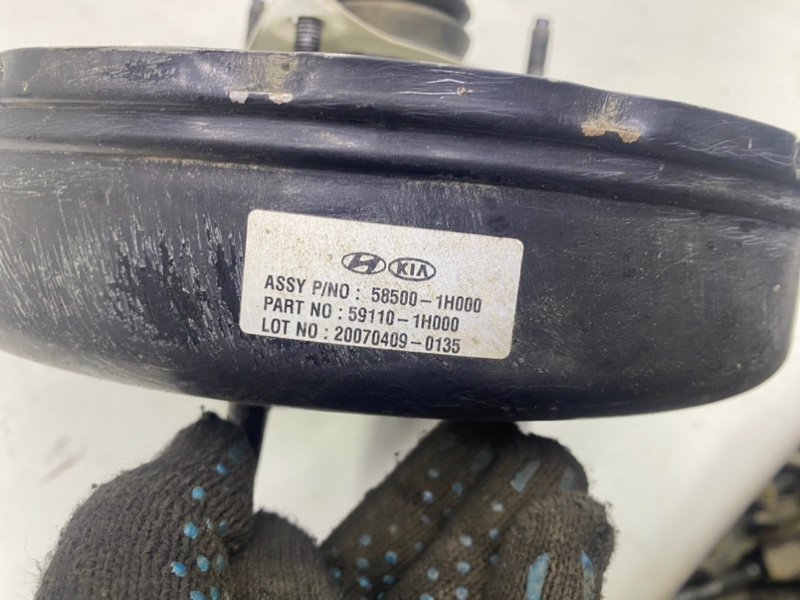 H KIA
ASSY P/NO : 58500-1H000
PART NO : 59110-1H000
LOT NO : 20070409-0135